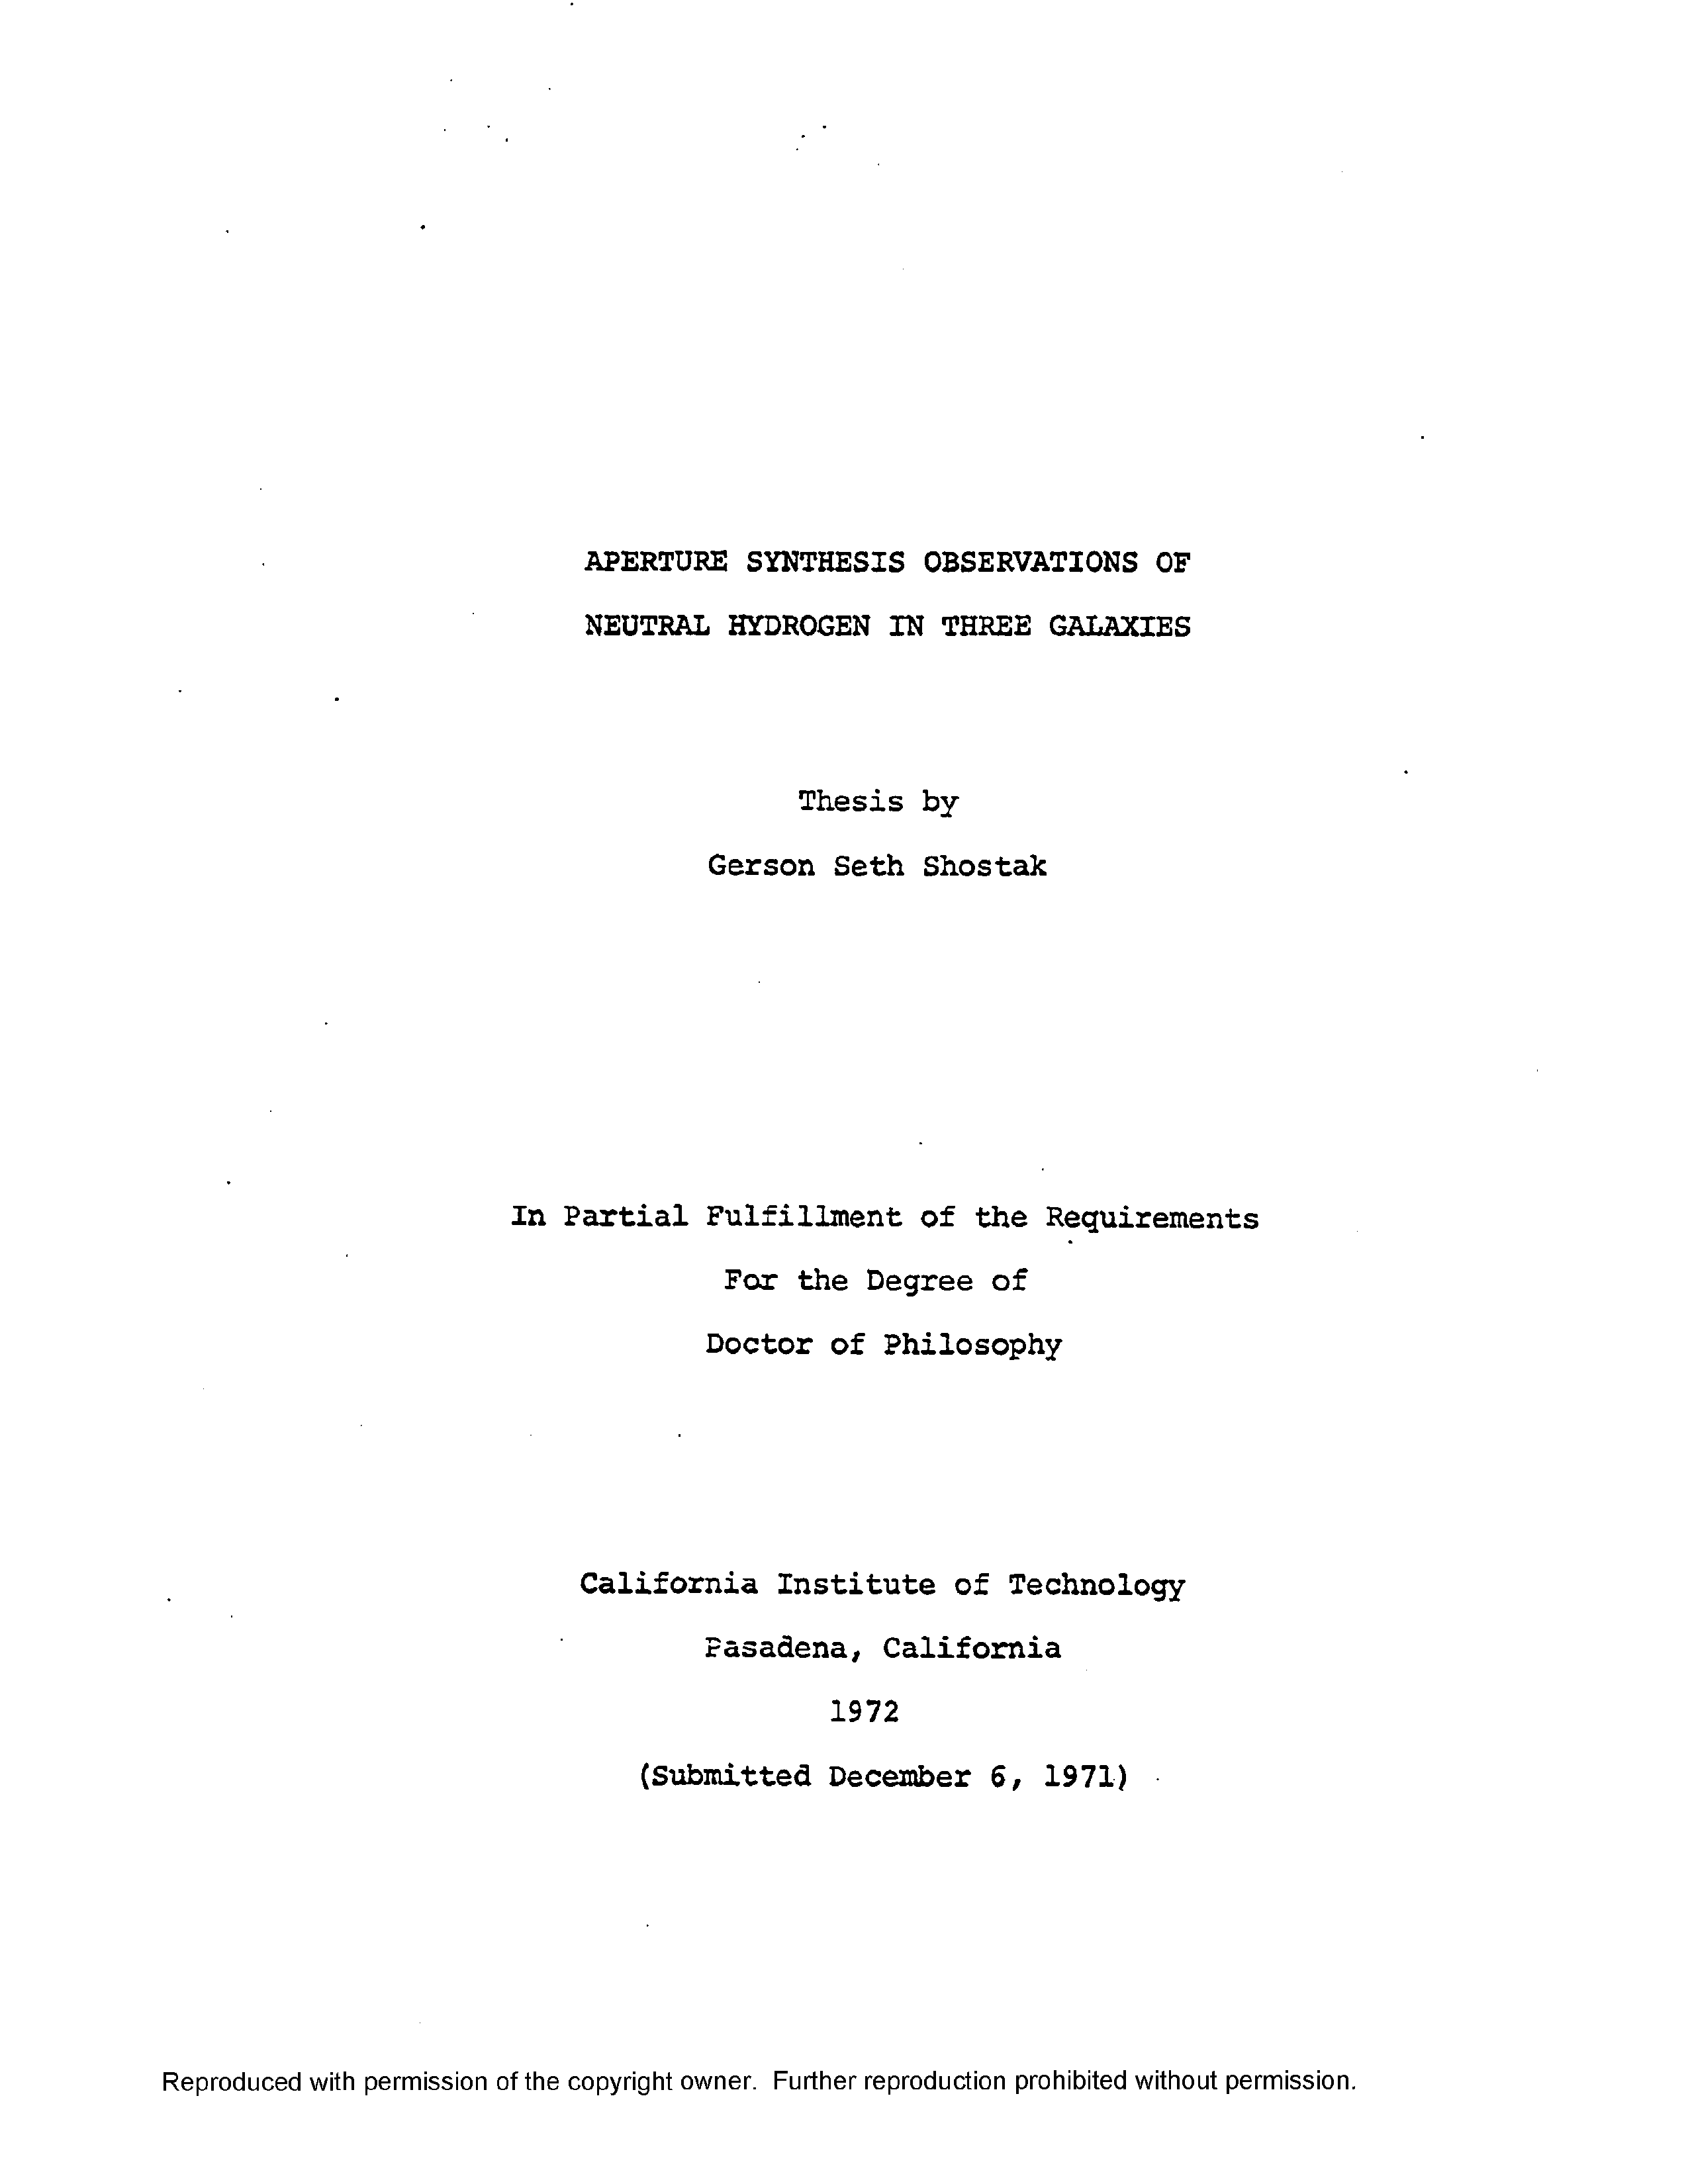 APERTURE SYNTHESIS OBSERVATIONS OF
NEUTRAL HYDROGEN IN THREE GALAXIES
Thesis by
Gerson Seth Shostak
In Partial Fulfillment of the Requirements
For the Degree of
Doctor of Philosophy
California Institute of Technology
Pasadena, California
1972
(Submitted December 6, 1971)
Reproduced with permission of the copyright owner. Further reproduction prohibited without permission.